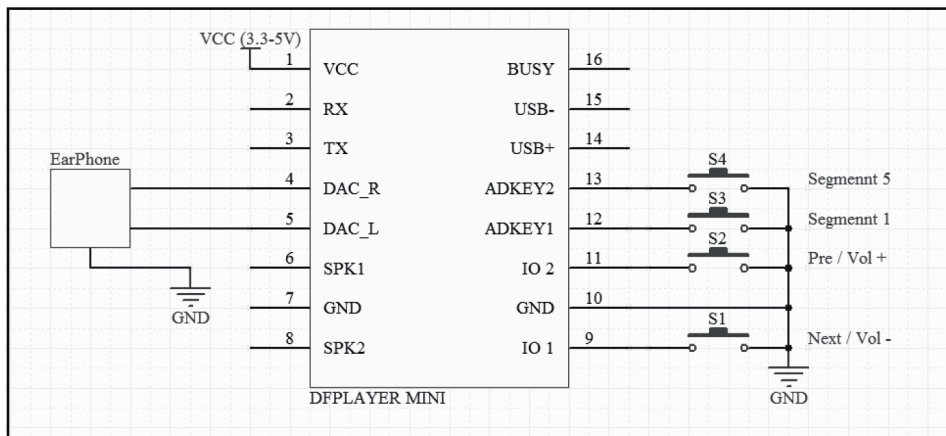 VCC (3.3-5V)
1 VCC BUSY 16
2 RX USB- 15
3 TX USB+ 14
EarPhone
4 DAC_R ADKEY2 13 S4 Segmennt 5
5 DAC_L ADKEY1 12 S3 Segmennt 1
6 SPK1 IO 2 11 S2 Pre / Vol +
7 GND GND 10
8 SPK2 IO 1 9 S1 Next / Vol -
GND
GND
DFPLAYER MINI